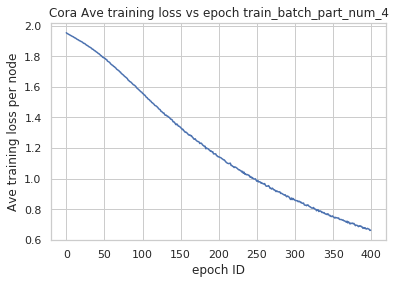 Cora Ave training loss vs epoch train_batch_part_num_4
Ave training loss per node
2.0
1.8
1.6
1.4
1.2
1.0
0.8
0.6
0 50 100 150 200 250 300 350 400
epoch ID